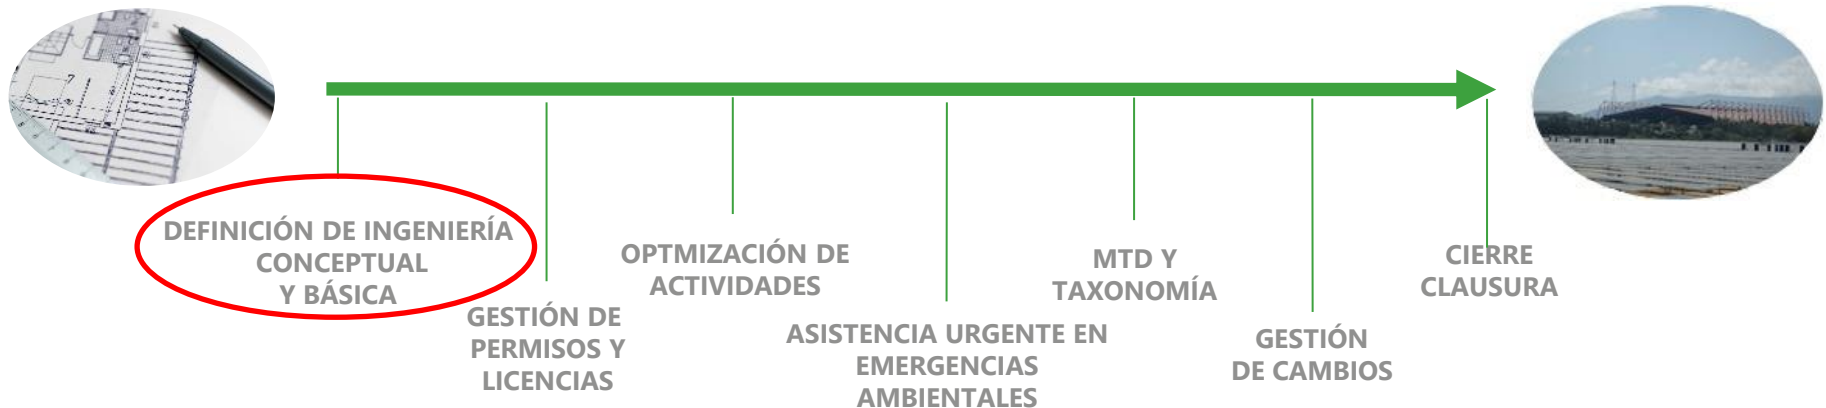 DEFINICIÓN DE INGENIERÍA
CONCEPTUAL
Y BÁSICA
GESTIÓN DE
PERMISOS Y
LICENCIAS
OPTMIZACIÓN DE
ACTIVIDADES
ASISTENCIA URGENTE EN
EMERGENCIAS
AMBIENTALES
MTD Y
TAXONOMÍA
GESTIÓN
DE CAMBIOS
CIERRE
CLAUSURA